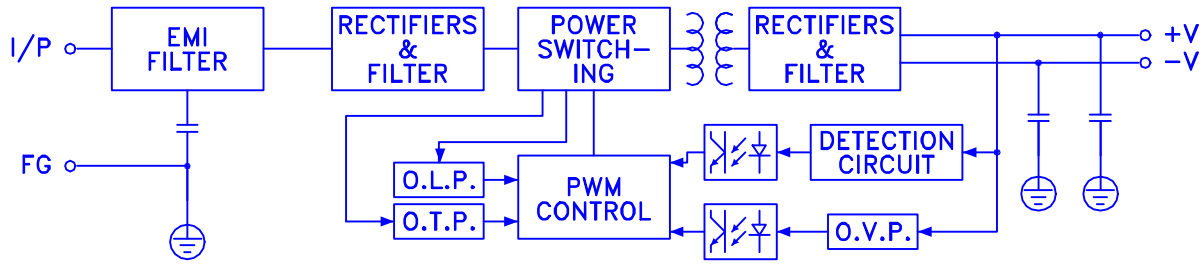 I/P
EMI
FILTER
RECTIFIERS
&
FILTER
POWER
SWITCH-
ING
RECTIFIERS
&
FILTER
+V
-V
FG
O.L.P.
O.T.P.
PWM
CONTROL
DETECTION
CIRCUIT
O.V.P.